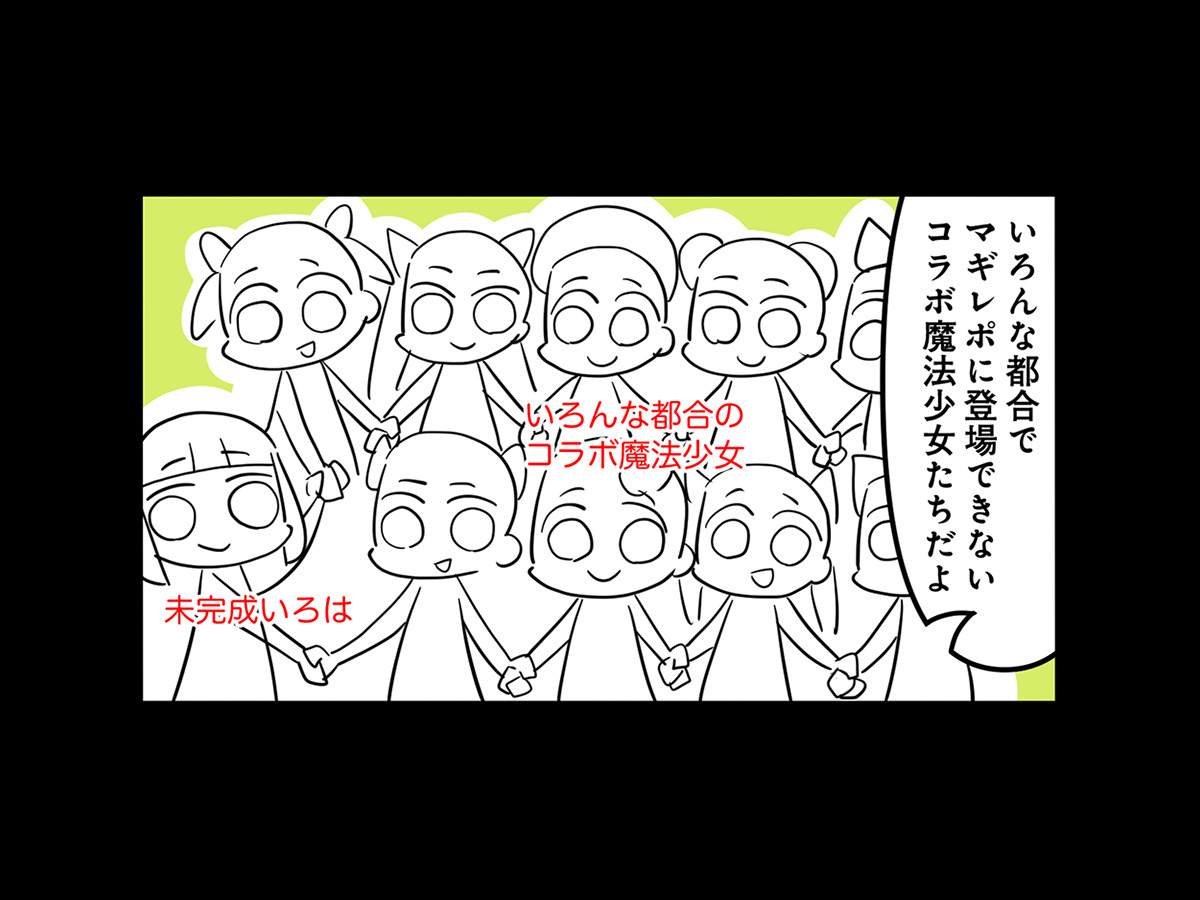 いろんな都合で
マギレポに登場できない
コラボ魔法少女たちだよ
いろんな都合の
コラボ魔法少女
未完成いろは